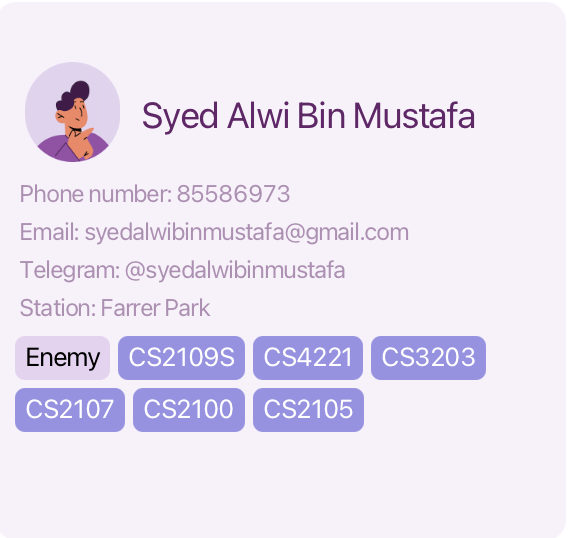 Syed Alwi Bin Mustafa
Phone number: 85586973
Email: syedalwibinmustafa@gmail.com
Telegram: @syedalwibinmustafa
Station: Farrer Park
Enemy CS2109S CS4221 CS3203
CS2107 CS2100 CS2105